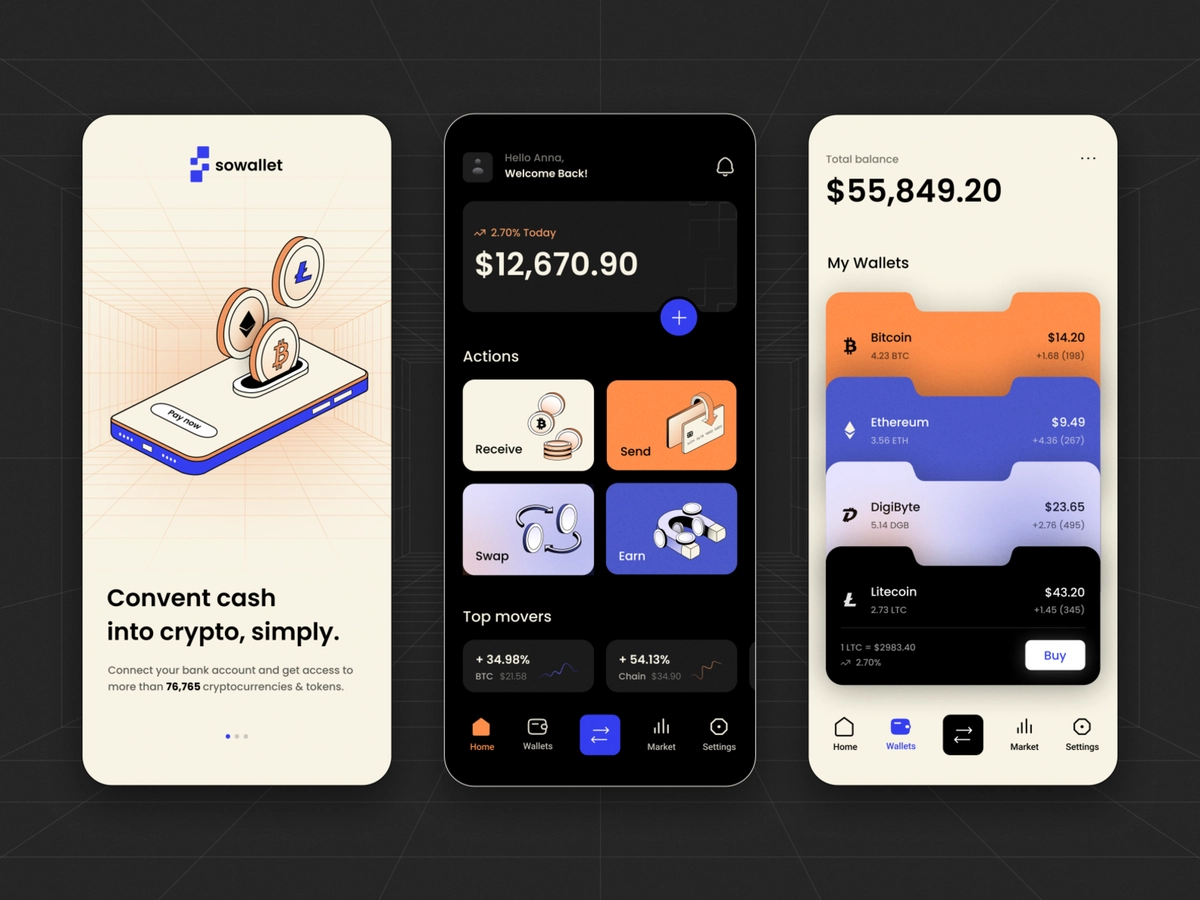 sowallet
Pay now
Convent cash
into crypto, simply.
Connect your bank account and get access to
more than 76,765 cryptocurrencies & tokens.
Hello Anna,
Welcome Back!
2.70% Today
$12,670.90
Actions
Receive
Send
Swap
Earn
Top movers
+ 34.98%
BTC $21.58
+ 54.13%
Chain $34.90
Home
Wallets
Market
Settings
Total balance
$55,849.20
My Wallets
Bitcoin
$14.20
4.23 BTC
+1.68 (198)
Ethereum
$9.49
3.56 ETH
+4.36 (267)
DigiByte
$23.65
5.14 DGB
+2.76 (495)
Litecoin
$43.20
2.73 LTC
+1.45 (345)
1 LTC = $2983.40
2.70%
Buy
Home
Wallets
Market
Settings